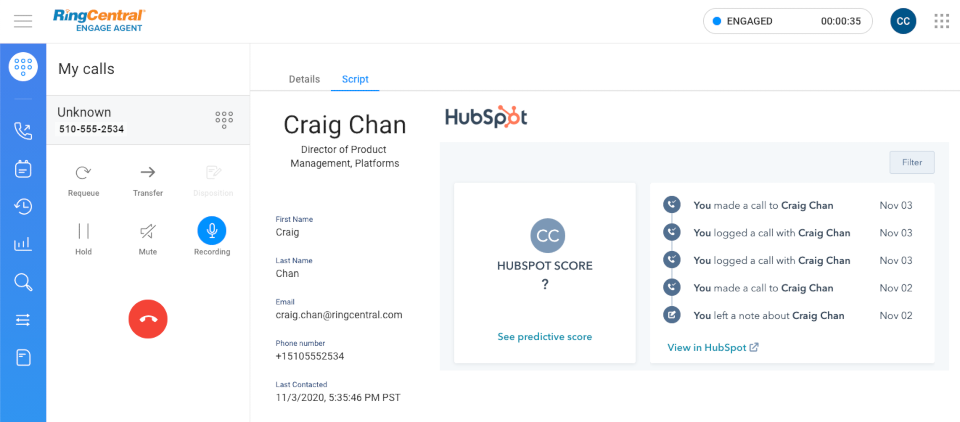 RingCentral
ENGAGE AGENT
ENGAGED 00:00:35
CC
My calls
Unknown
510-555-2534
Requeue Transfer Disposition
Hold Mute Recording
Details Script
Craig Chan
Director of Product
Management, Platforms
First Name
Craig
Last Name
Chan
Email
craig.chan@ringcentral.com
Phone number
+15105552534
Last Contacted
11/3/2020, 5:35:46 PM PST
HubSpot
Filter
CC
HUBSPOT SCORE
?
See predictive score
You made a call to Craig Chan Nov 03
You logged a call with Craig Chan Nov 03
You logged a call with Craig Chan Nov 03
You made a call to Craig Chan Nov 02
You left a note about Craig Chan Nov 02
View in HubSpot